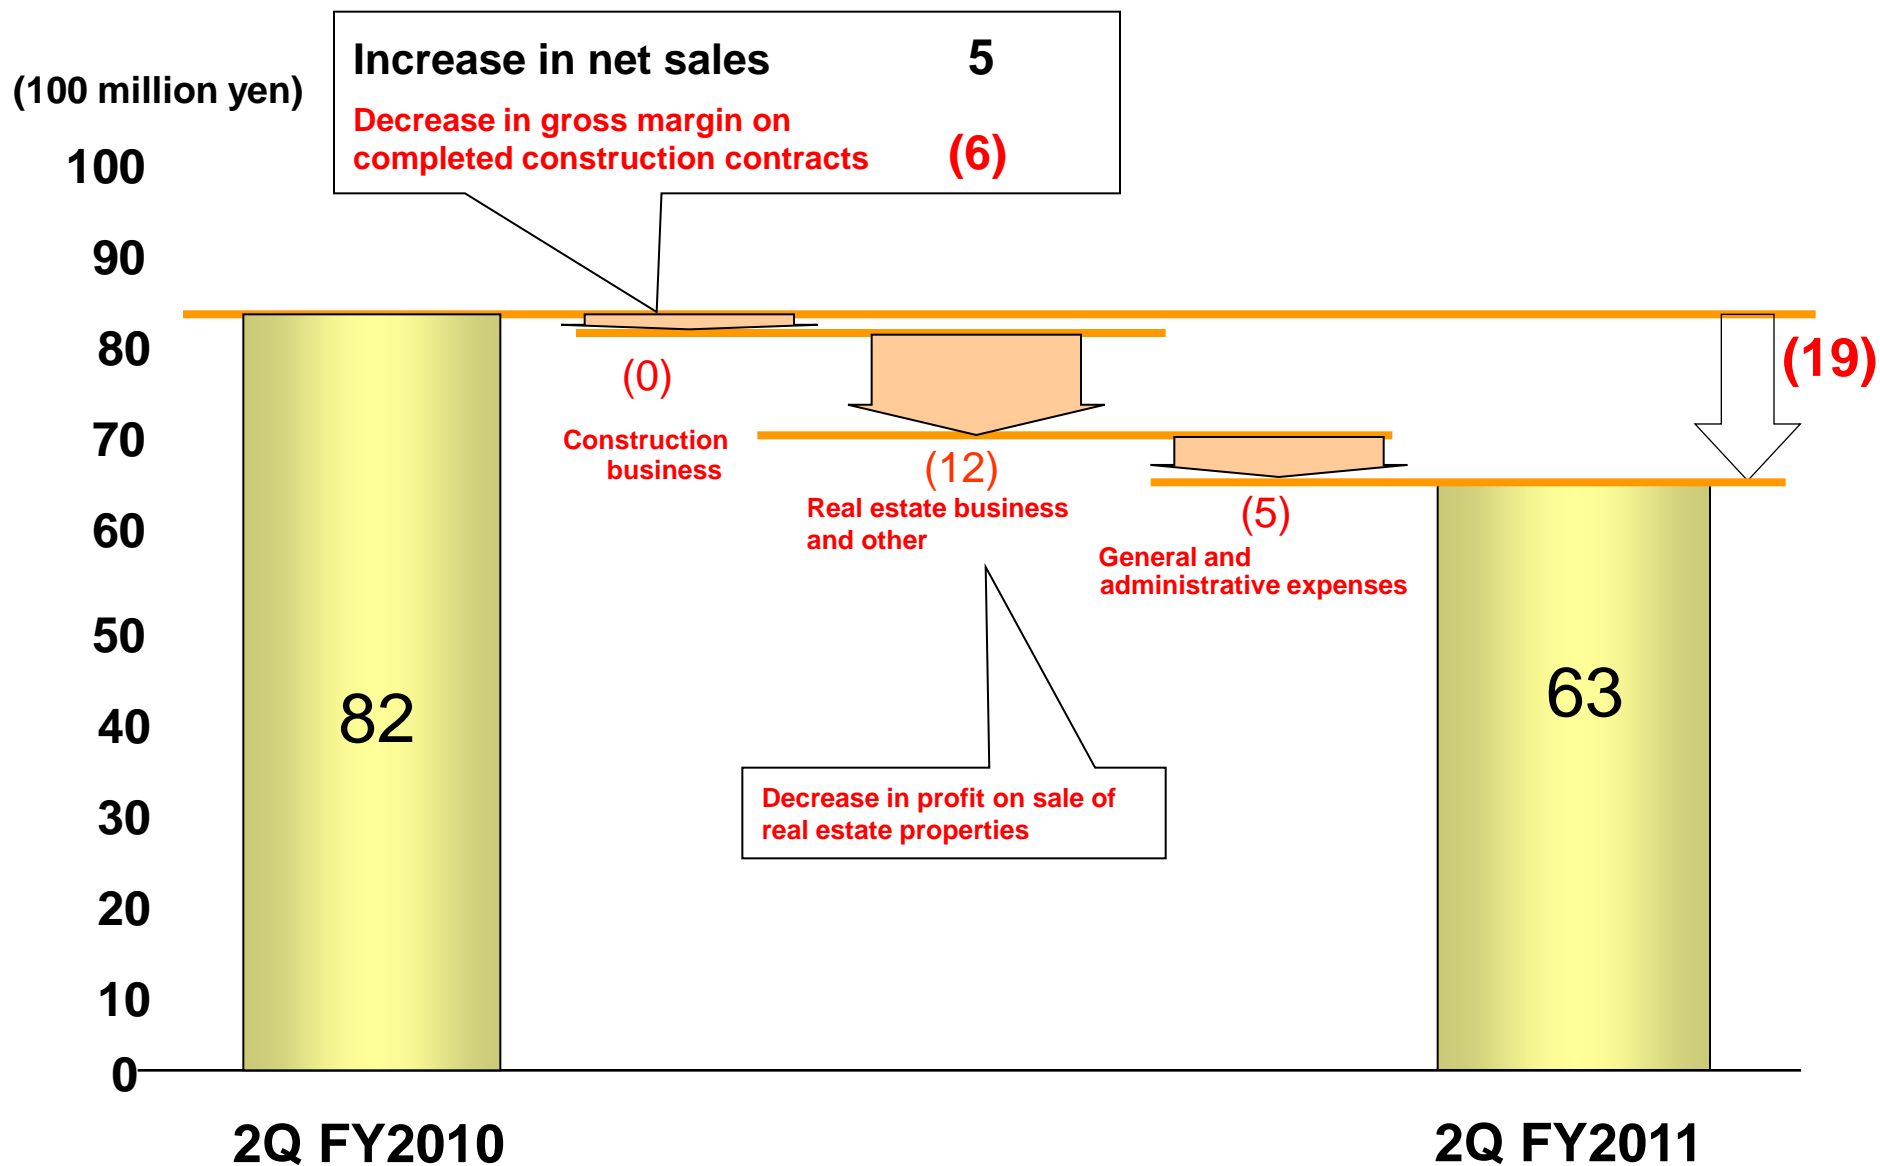 Increase in net sales 5
(100 million yen)
Decrease in gross margin on
completed construction contracts (6)
100
90
80
70
60
50
40
30
20
10
0
(0)
Construction
business
(12)
Real estate business
and other
(5)
General and
administrative expenses
(19)
82
63
Decrease in profit on sale of
real estate properties
2Q FY2010
2Q FY2011